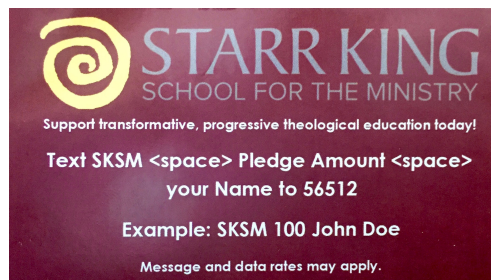 STARR KING
SCHOOL FOR THE MINISTRY
Support transformative, progressive theological education today!
Text SKSM <space> Pledge Amount <space>
your Name to 56512
Example: SKSM 100 John Doe
Message and data rates may apply.